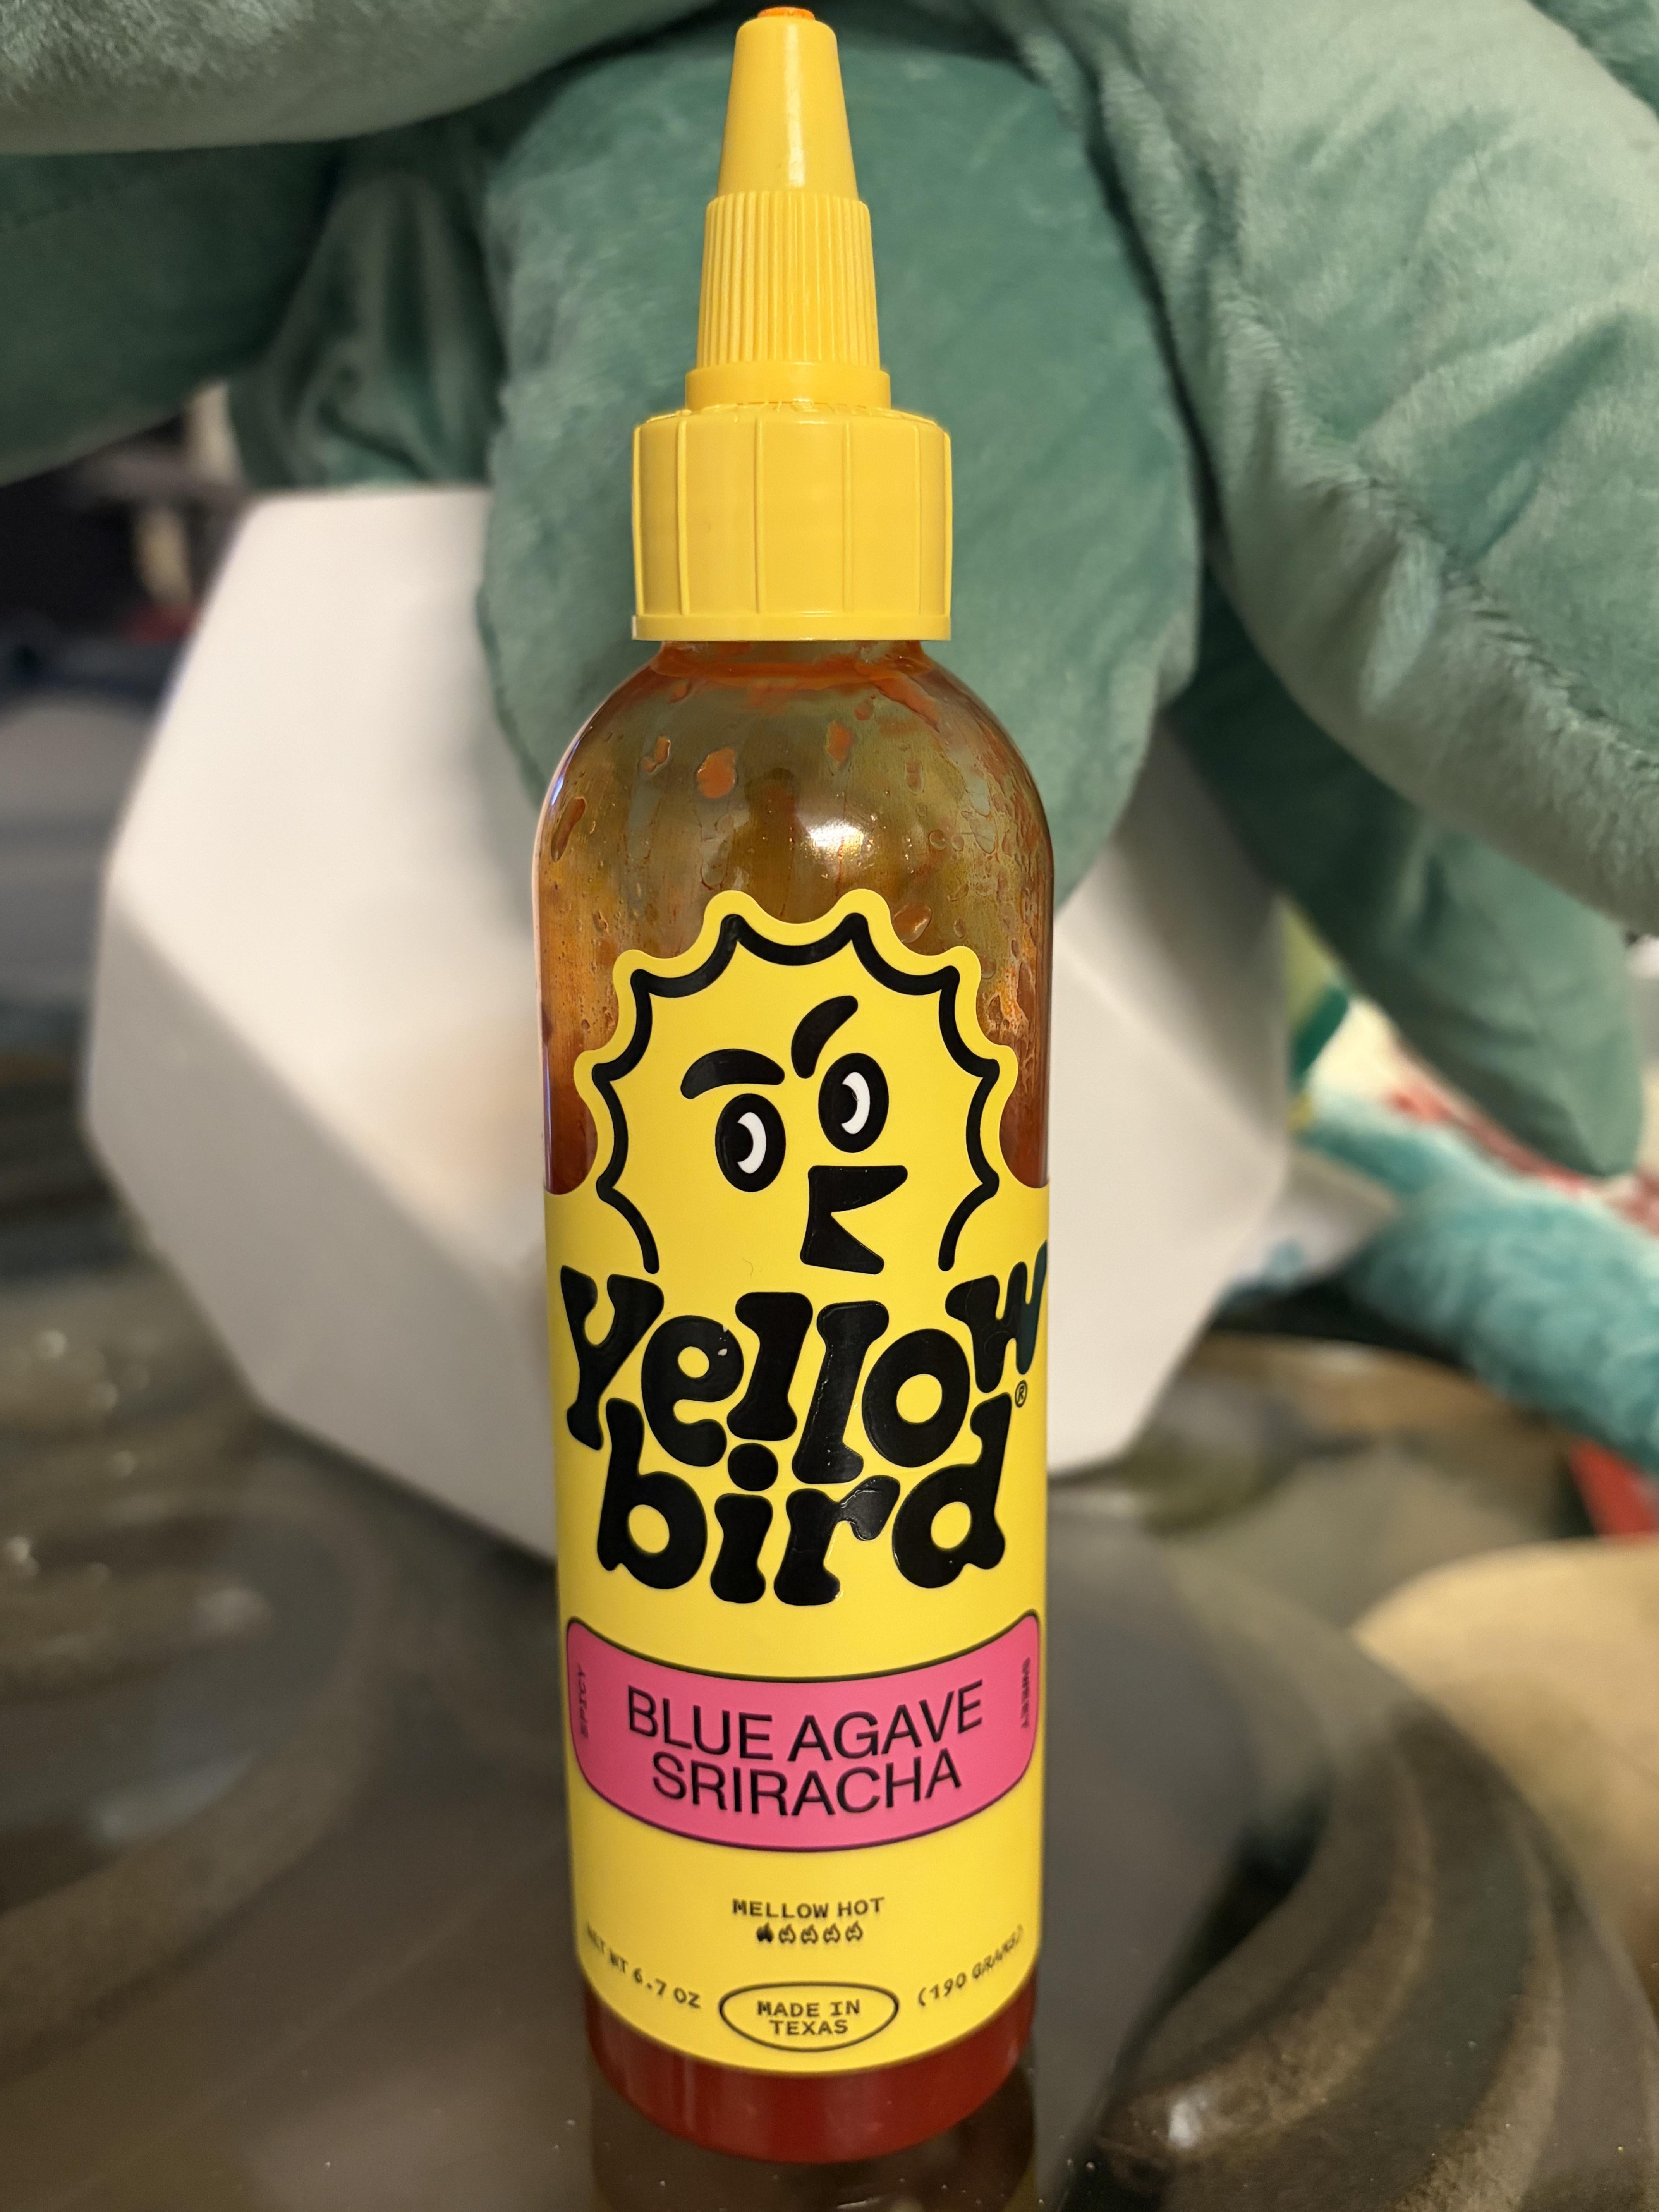 Yellow
bird®
SPICY
BLUE AGAVE
SRIRACHA
SWEET
MELLOW HOT
NET WT 6.7 OZ
MADE IN
TEXAS
(190 GRAMS)